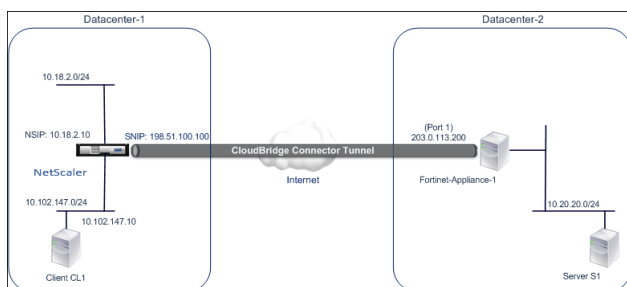 Datacenter-1
Datacenter-2
10.18.2.0/24
NSIP: 10.18.2.10
SNIP: 198.51.100.100
(Port 1)
203.0.113.200
CloudBridge Connector Tunnel
NetScaler
Internet
Fortinet-Appliance-1
10.102.147.0/24
10.102.147.10
10.20.20.0/24
Client CL1
Server S1